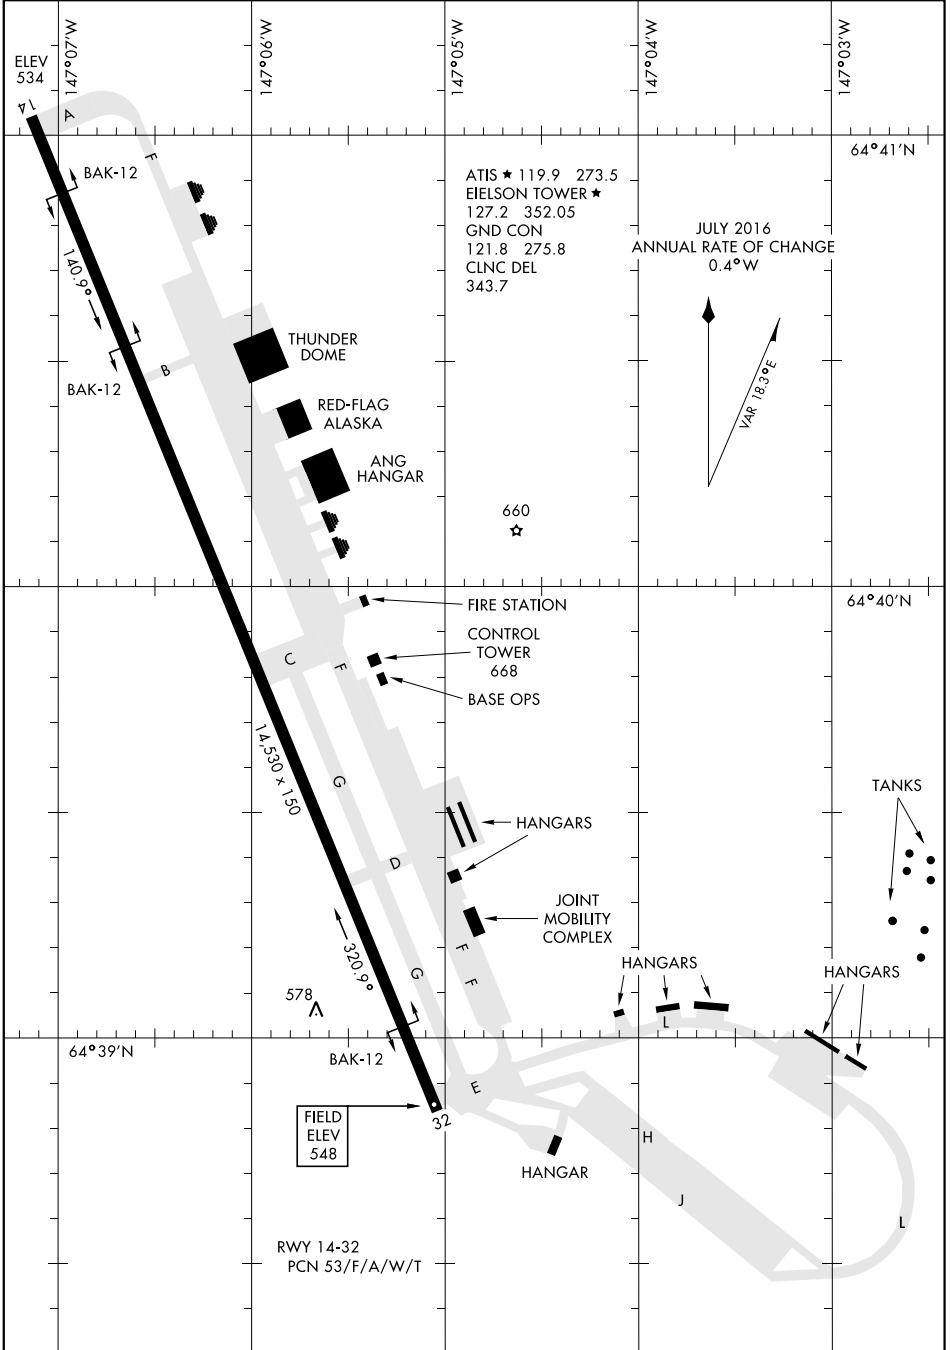 147°07'W
147°06'W
147°05'W
147°04'W
147°03'W
ELEV
534
14
A
F
64°41'N
BAK-12
ATIS ★ 119.9 273.5
EIELSON TOWER ★
127.2 352.05
GND CON
121.8 275.8
CLNC DEL
343.7
JULY 2016
ANNUAL RATE OF CHANGE
0.4°W
VAR 18.3°E
140.9°
BAK-12
B
THUNDER
DOME
RED-FLAG
ALASKA
ANG
HANGAR
660
64°40'N
FIRE STATION
CONTROL
TOWER
668
BASE OPS
C
F
14,530 x 150
G
D
HANGARS
TANKS
JOINT
MOBILITY
COMPLEX
F
F
G
320.9°
578
HANGARS
L
HANGARS
64°39'N
BAK-12
E
FIELD
ELEV
548
32
H
HANGAR
J
L
RWY 14-32
PCN 53/F/A/W/T